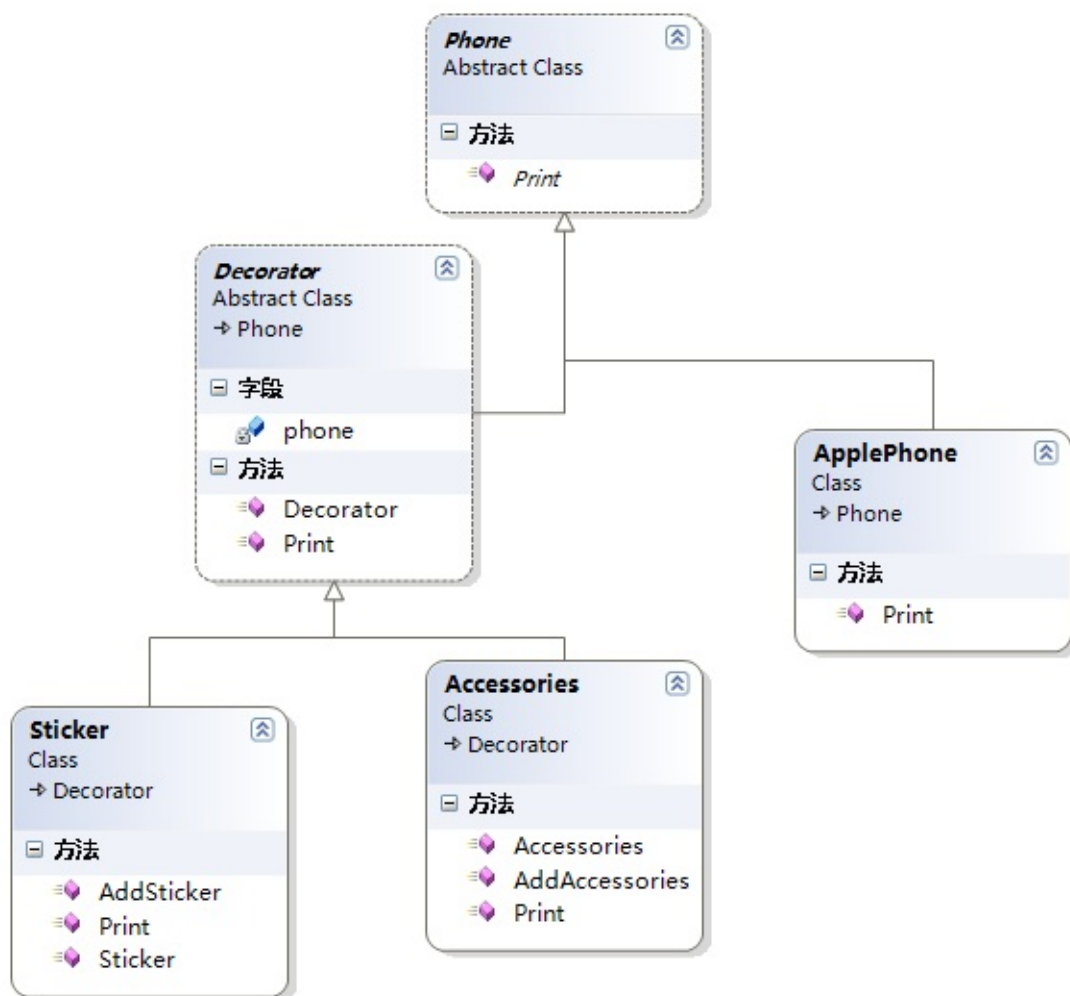 Phone
Abstract Class
方法
Print
Decorator
Abstract Class
Phone
字段
phone
方法
Decorator
Print
ApplePhone
Class
Phone
方法
Print
Sticker
Class
Decorator
方法
AddSticker
Print
Sticker
Accessories
Class
Decorator
方法
Accessories
AddAccessories
Print